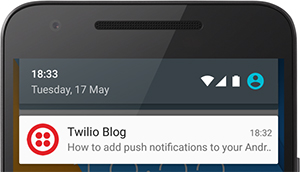 18:33
Tuesday, 17 May
Twilio Blog 18:32
How to add push notifications to your Andr..